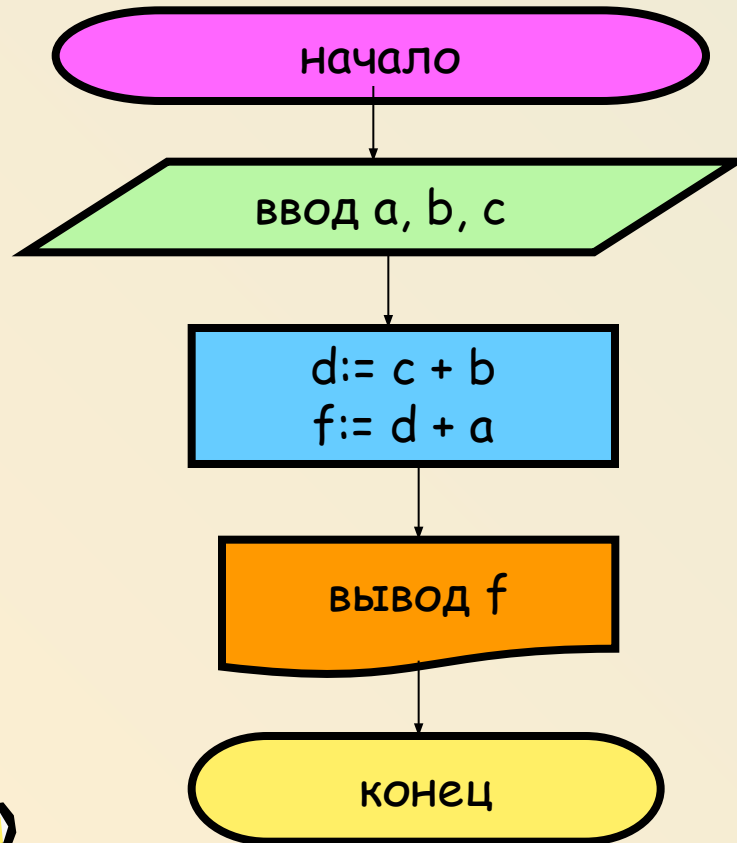 начало
ввод a, b, c
d:= c + b
f:= d + a
вывод f
конец